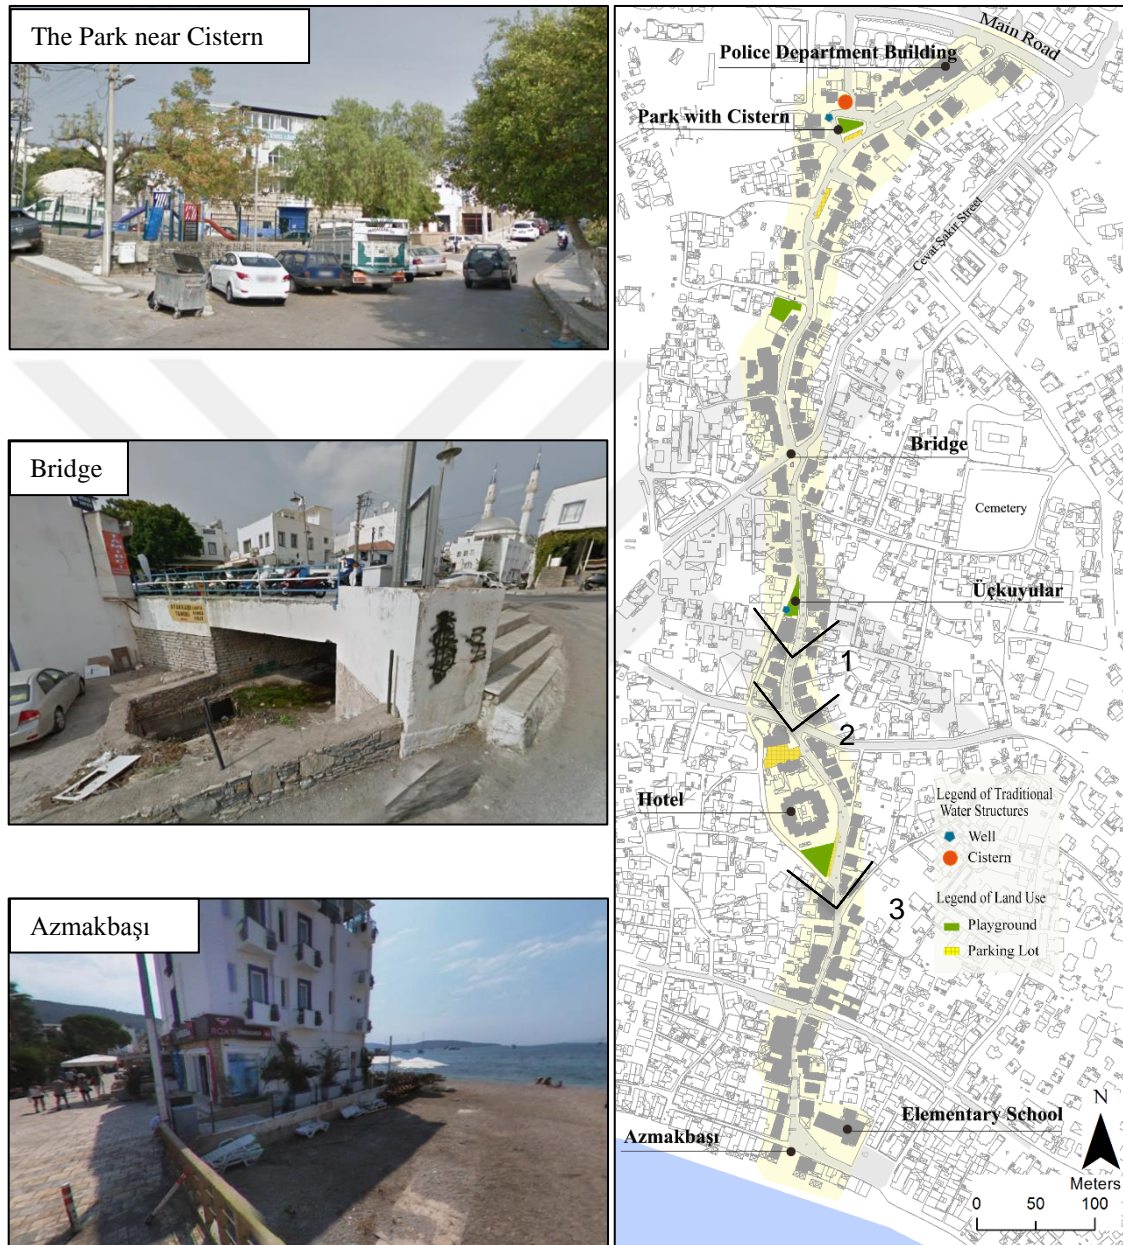 The Park near Cistern
Bridge
Azmakbaşı
Main Road
Police Department Building
Park with Cistern
Cevat Şakir Street
Bridge
Cemetery
Üçkuyular
1
2
Hotel
Legend of Traditional
Water Structures
Well
Cistern
3
Legend of Land Use
Playground
Parking Lot
Elementary School
Azmakbaşı
N
Meters
0 50 100